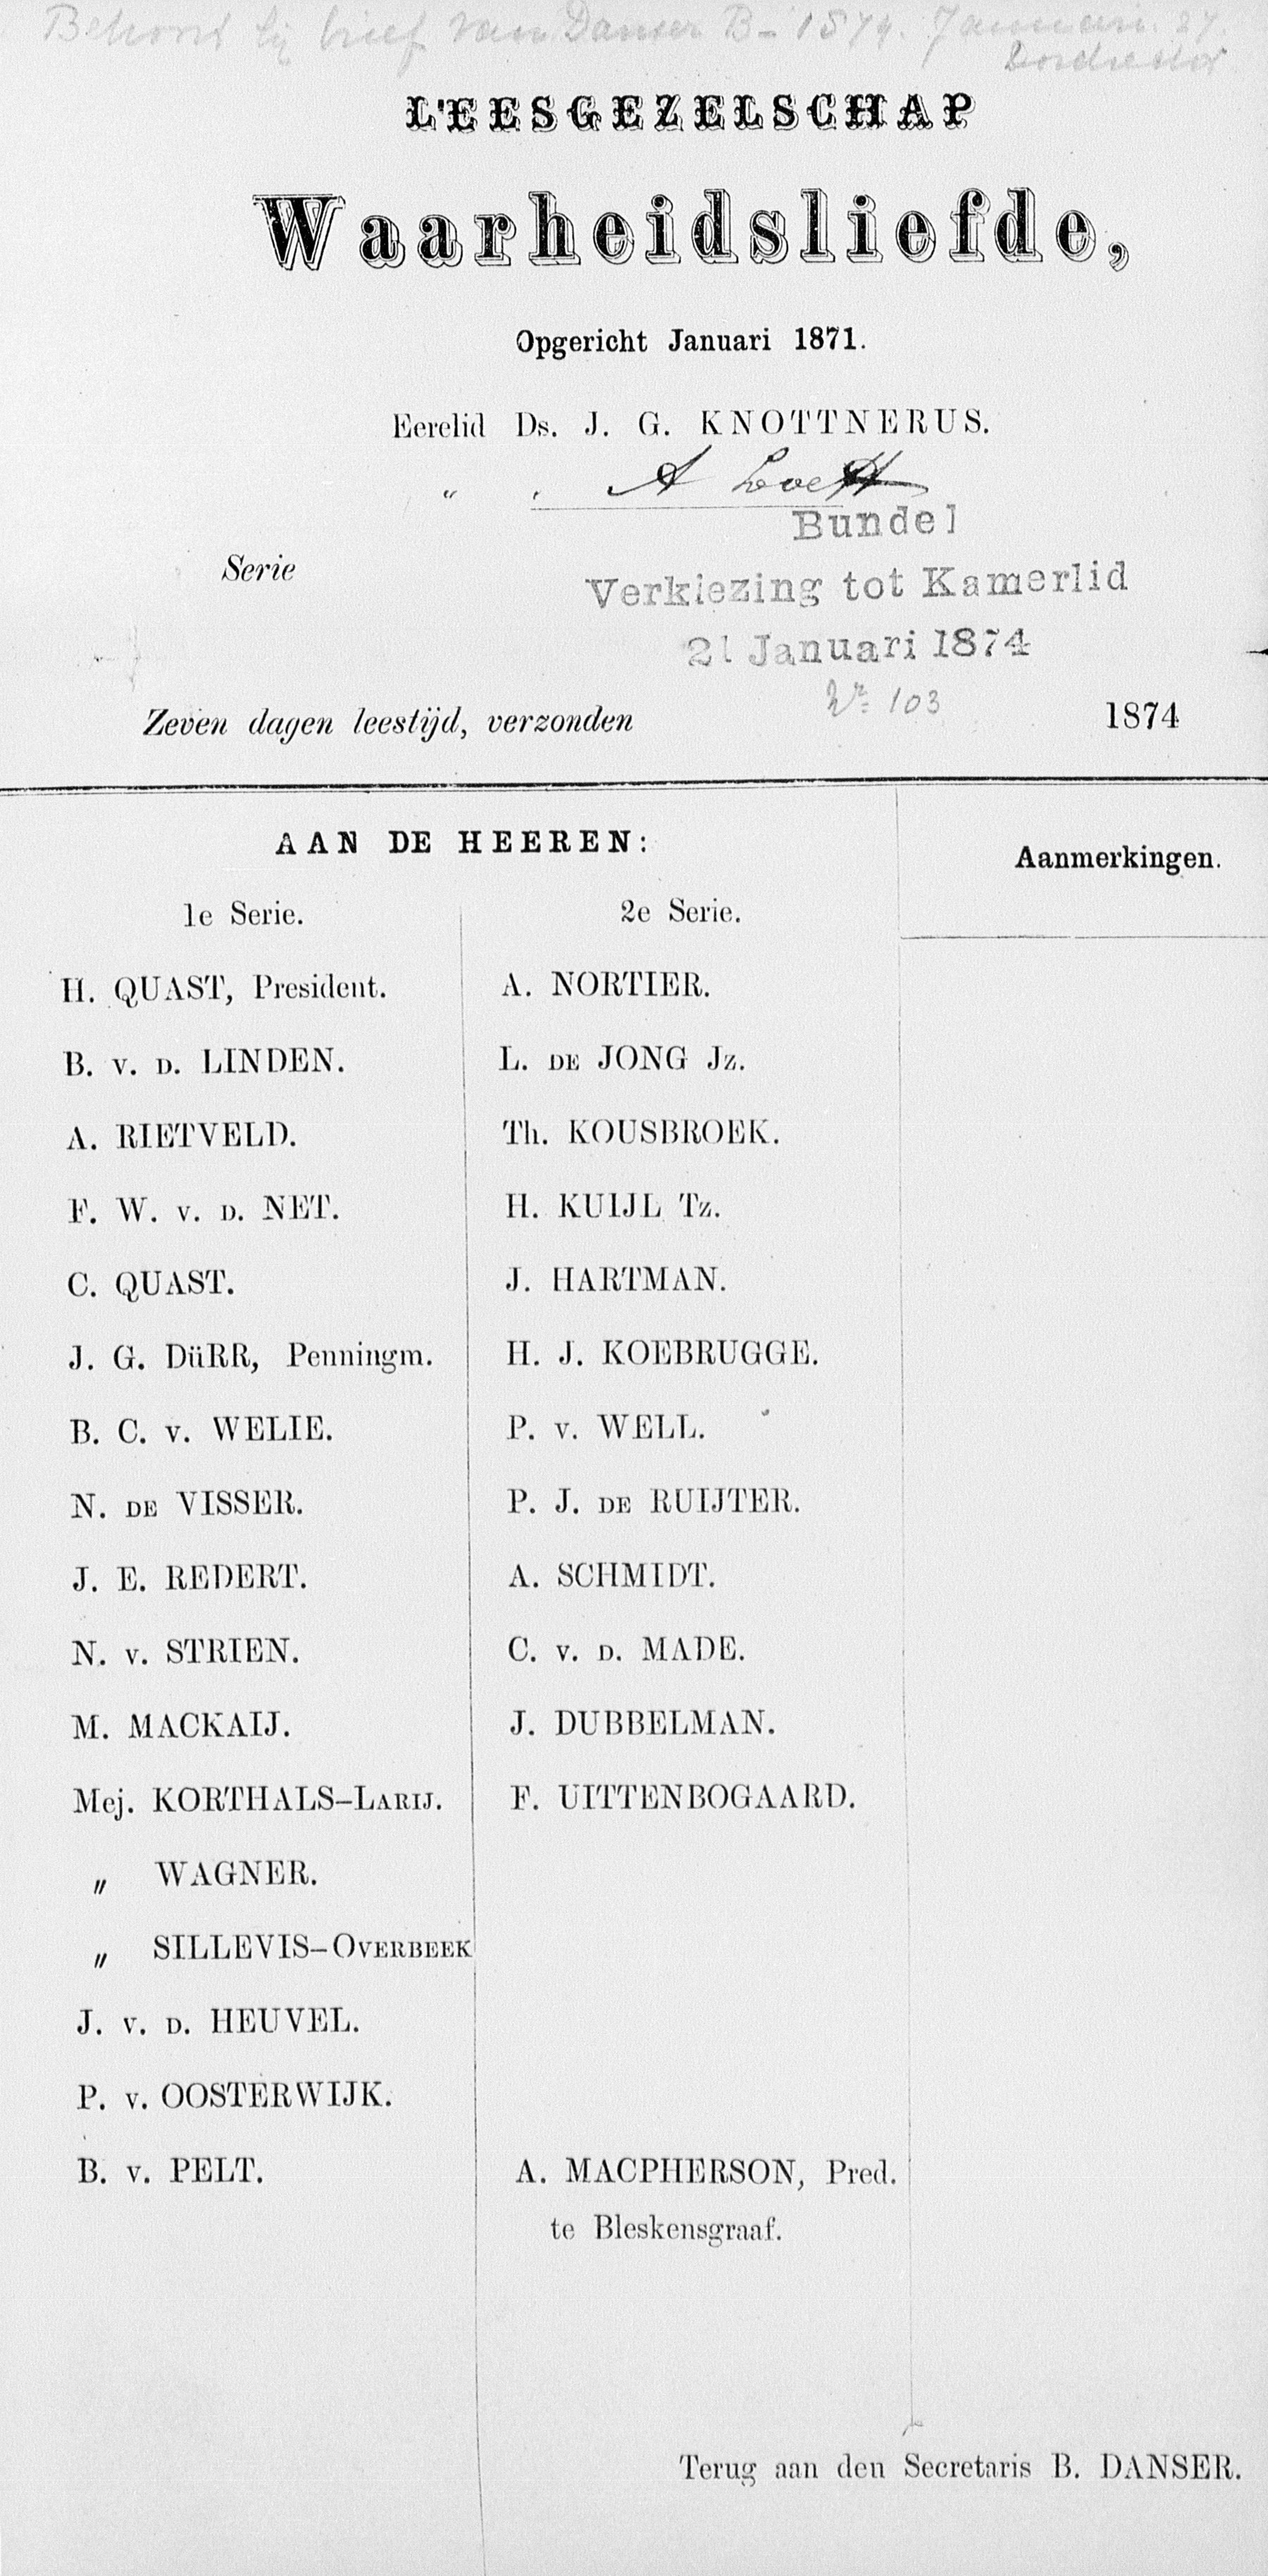 Behoort bij brief van Danser B- 1874. Januari. 27.
Dordrecht
LEESGEZELSCHAP
Waarheidsliefde,
Opgericht Januari 1871.
Eerelid Ds. J. G. KNOTTNERUS.
" A
Bundel
Serie
Verkiezing tot Kamerlid
21 Januari 1874
Nr. 103
Zeven dagen leestijd, verzonden 1874
AAN DE HEEREN:
Aanmerkingen.
1e Serie. 2e Serie.
H. QUAST, President. A. NORTIER.
B. v. D. LINDEN. L. DE JONG Jz.
A. RIETVELD. Th. KOUSBROEK.
F. W. v. D. NET. H. KUIJL Tz.
C. QUAST. J. HARTMAN.
J. G. DüRR, Penningm. H. J. KOEBRUGGE.
B. C. v. WELIE. P. v. WELL.
N. DE VISSER. P. J. DE RUIJTER.
J. E. REDERT. A. SCHMIDT.
N. v. STRIEN. C. v. D. MADE.
M. MACKAIJ. J. DUBBELMAN.
Mej. KORTHALS-LARIJ. F. UITTENBOGAARD.
" WAGNER.
" SILLEVIS-OVERBEEK
J. v. D. HEUVEL.
P. v. OOSTERWIJK.
B. v. PELT. A. MACPHERSON, Pred.
te Bleskensgraaf.
Terug aan den Secretaris B. DANSER.